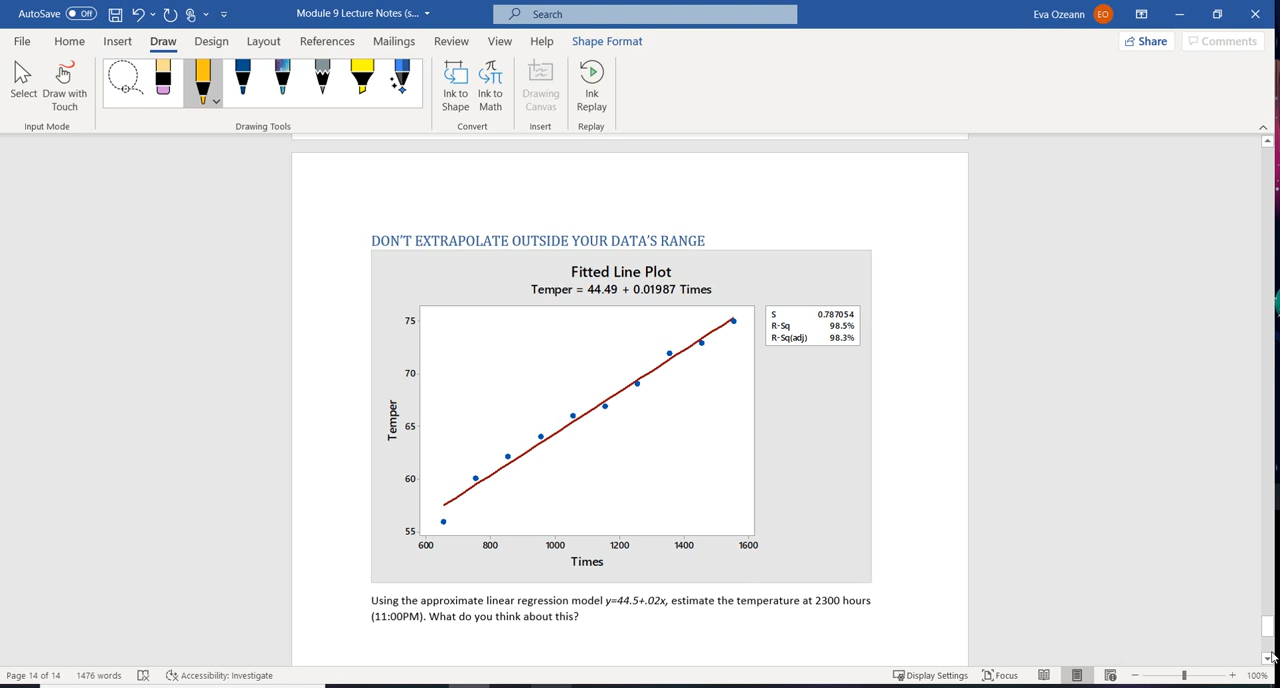 AutoSave Off Module 9 Lecture Notes (s... Search Eva Ozeann EO
File Home Insert Draw Design Layout References Mailings Review View Help Shape Format Share Comments
Select Draw with Touch Ink to Shape Ink to Math Drawing Canvas Ink Replay
Input Mode Drawing Tools Convert Insert Replay
DON'T EXTRAPOLATE OUTSIDE YOUR DATA'S RANGE
Fitted Line Plot
Temper = 44.49 + 0.01987 Times
S 0.787054
R-Sq 98.5%
R-Sq(adj) 98.3%
75
70
Temper
65
60
55
600 800 1000 1200 1400 1600
Times
Using the approximate linear regression model y=44.5+.02x, estimate the temperature at 2300 hours
(11:00PM). What do you think about this?
Page 14 of 14 1476 words Accessibility: Investigate Display Settings Focus 100%